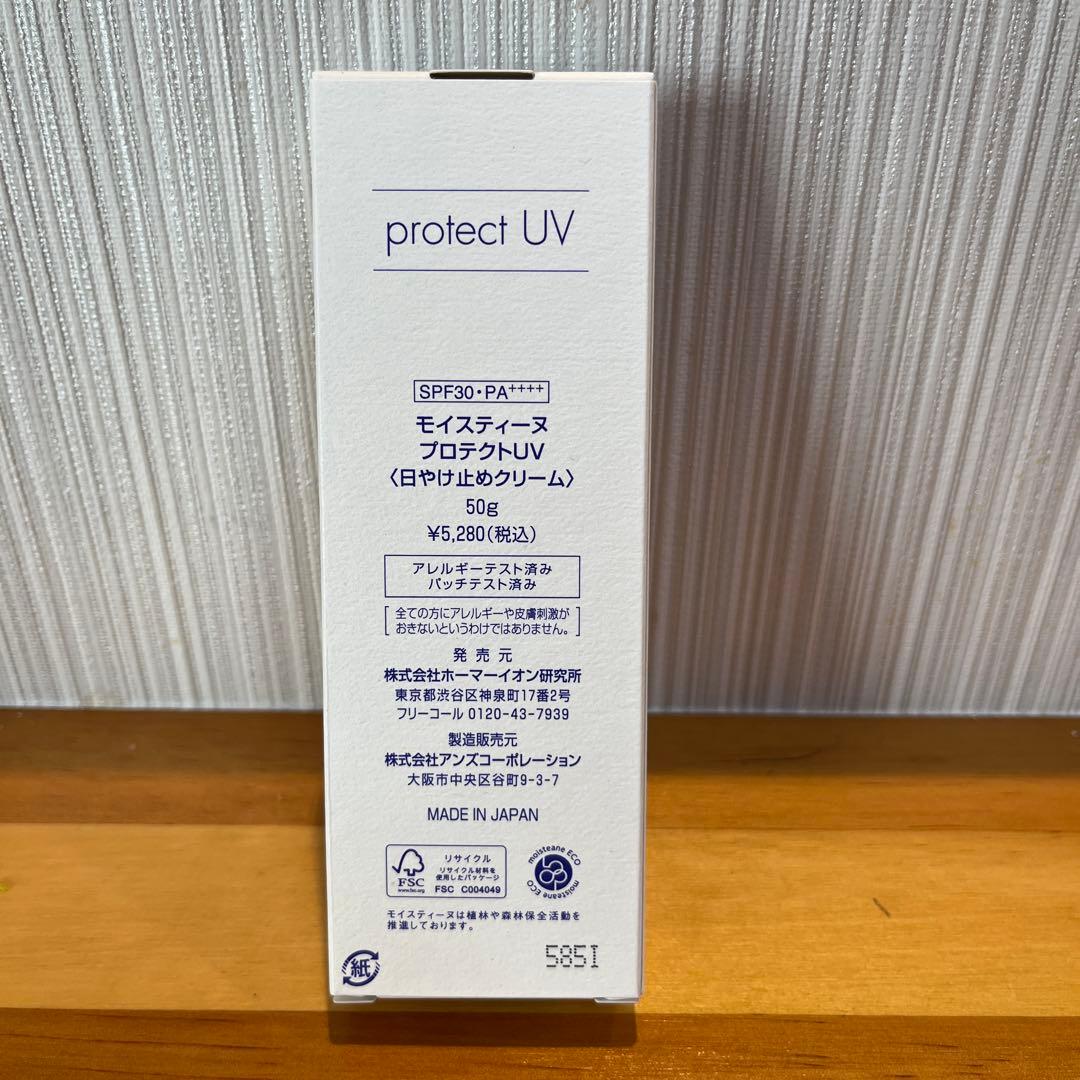 protect UV
SPF30・PA++++
モイスティーヌ
プロテクトUV
〈日やけ止めクリーム〉
50g
¥5,280(税込)
アレルギーテスト済み
パッチテスト済み
[全ての方にアレルギーや皮膚刺激が
おきないというわけではありません。]
発売元
株式会社ホーマーイオン研究所
東京都渋谷区神泉町17番2号
フリーコール 0120-43-7939
製造販売元
株式会社アンズコーポレーション
大阪市中央区谷町9-3-7
MADE IN JAPAN
FSC
www.fsc.org
リサイクル
リサイクル材料を
使用したパッケージ
FSC C004049
moisteane ECO
moisteane ECO
モイスティーヌは植林や森林保全活動を
推進しております。
紙
5851